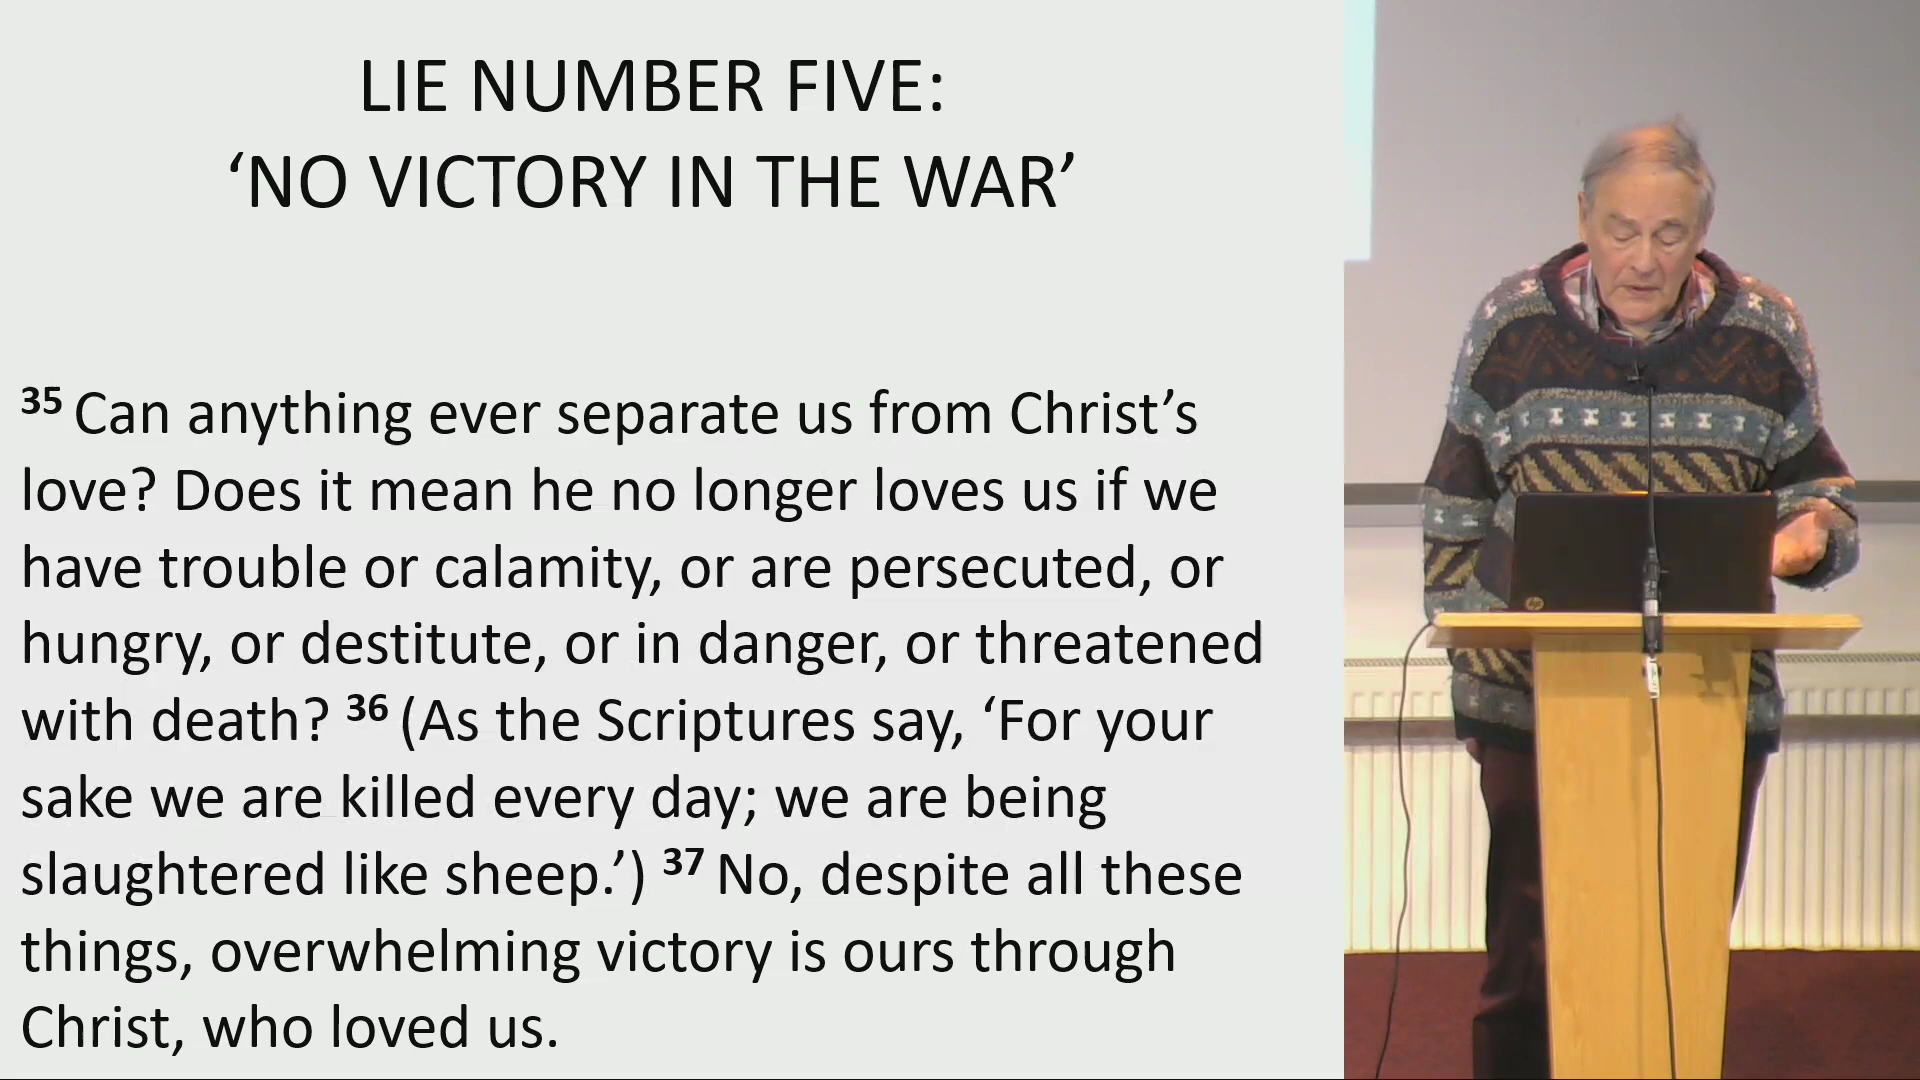 LIE NUMBER FIVE:
‘NO VICTORY IN THE WAR’
35 Can anything ever separate us from Christ’s
love? Does it mean he no longer loves us if we
have trouble or calamity, or are persecuted, or
hungry, or destitute, or in danger, or threatened
with death? 36 (As the Scriptures say, ‘For your
sake we are killed every day; we are being
slaughtered like sheep.’) 37 No, despite all these
things, overwhelming victory is ours through
Christ, who loved us.
hp